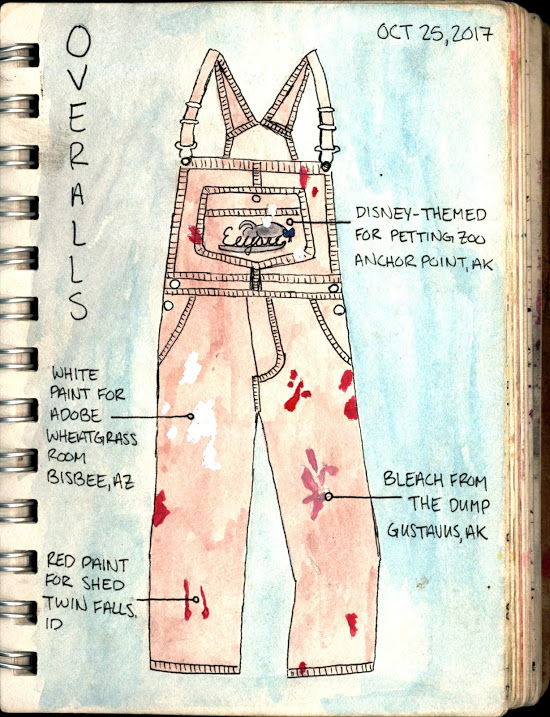 OVERALLS
OCT 25, 2017
DISNEY-THEMED
FOR PETTING ZOO
ANCHOR POINT, AK
WHITE
PAINT FOR
ADOBE
WHEATGRASS
ROOM
BISBEE, AZ
BLEACH FROM
THE DUMP
GUSTAVUS, AK
RED PAINT
FOR SHED
TWIN FALLS,
ID